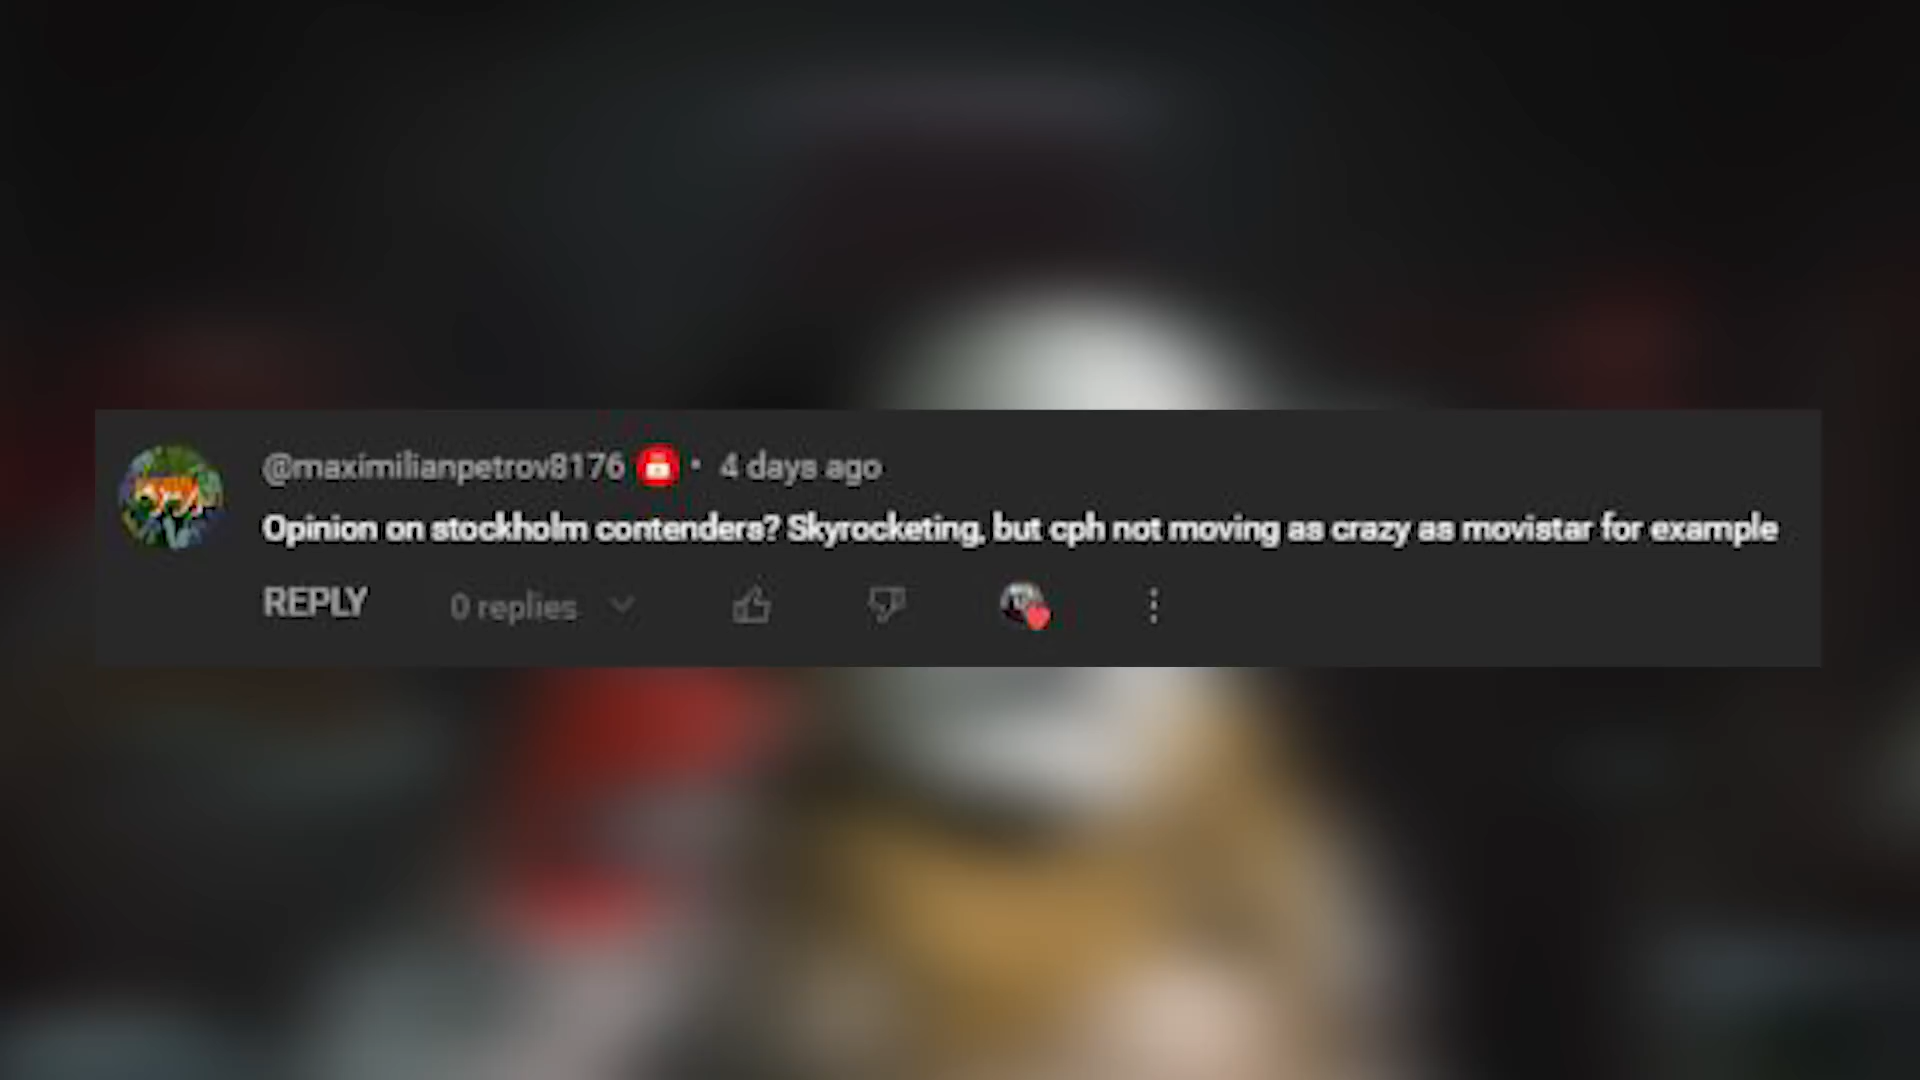 @maximilianpetrov8176 • 4 days ago
Opinion on stockholm contenders? Skyrocketing, but cph not moving as crazy as movistar for example
REPLY 0 replies